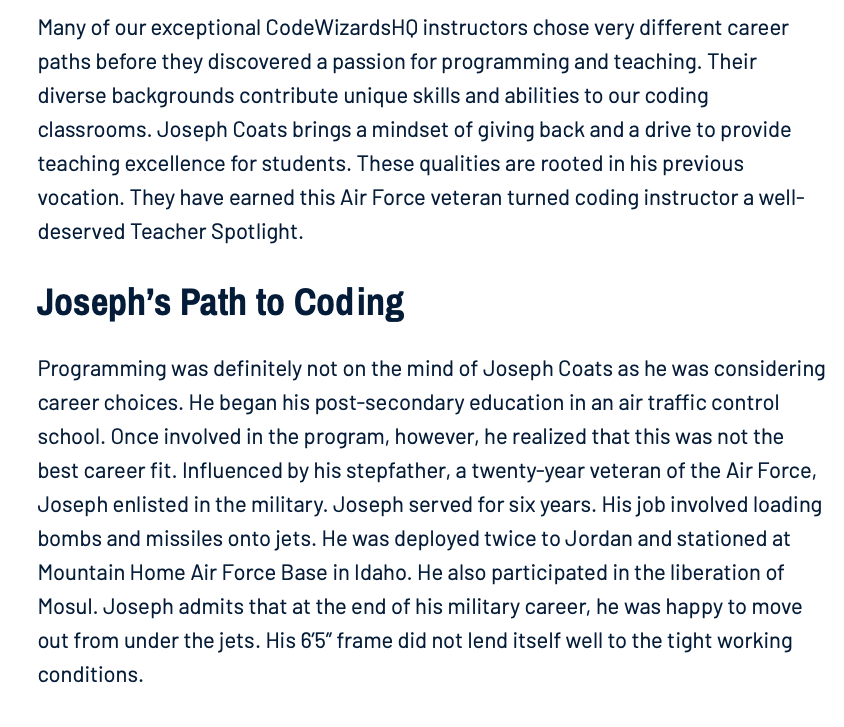 Many of our exceptional CodeWizardsHQ instructors chose very different career
paths before they discovered a passion for programming and teaching. Their
diverse backgrounds contribute unique skills and abilities to our coding
classrooms. Joseph Coats brings a mindset of giving back and a drive to provide
teaching excellence for students. These qualities are rooted in his previous
vocation. They have earned this Air Force veteran turned coding instructor a well-
deserved Teacher Spotlight.
Joseph’s Path to Coding
Programming was definitely not on the mind of Joseph Coats as he was considering
career choices. He began his post-secondary education in an air traffic control
school. Once involved in the program, however, he realized that this was not the
best career fit. Influenced by his stepfather, a twenty-year veteran of the Air Force,
Joseph enlisted in the military. Joseph served for six years. His job involved loading
bombs and missiles onto jets. He was deployed twice to Jordan and stationed at
Mountain Home Air Force Base in Idaho. He also participated in the liberation of
Mosul. Joseph admits that at the end of his military career, he was happy to move
out from under the jets. His 6’5” frame did not lend itself well to the tight working
conditions.